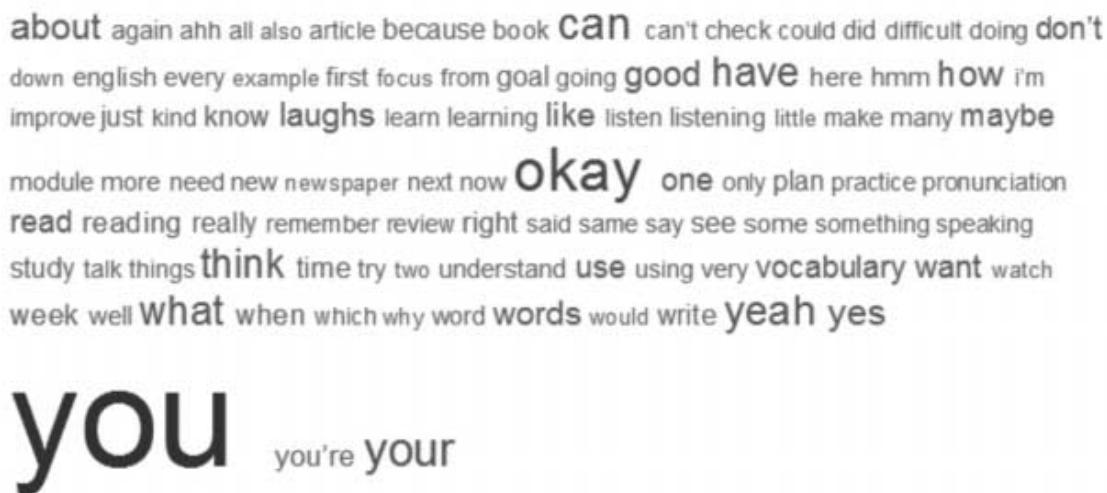 about again ahh all also article because book can can't check could did difficult doing don't
down english every example first focus from goal going good have here hmm how i'm
improve just kind know laughs learn learning like listen listening little make many maybe
module more need new newspaper next now okay one only plan practice pronunciation
read reading really remember review right said same say see some something speaking
study talk things think time try two understand use using very vocabulary want watch
week well what when which why word words would write yeah yes
you you're your